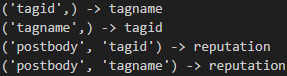 ('tagid',) -> tagname
('tagname',) -> tagid
('postbody', 'tagid') -> reputation
('postbody', 'tagname') -> reputation